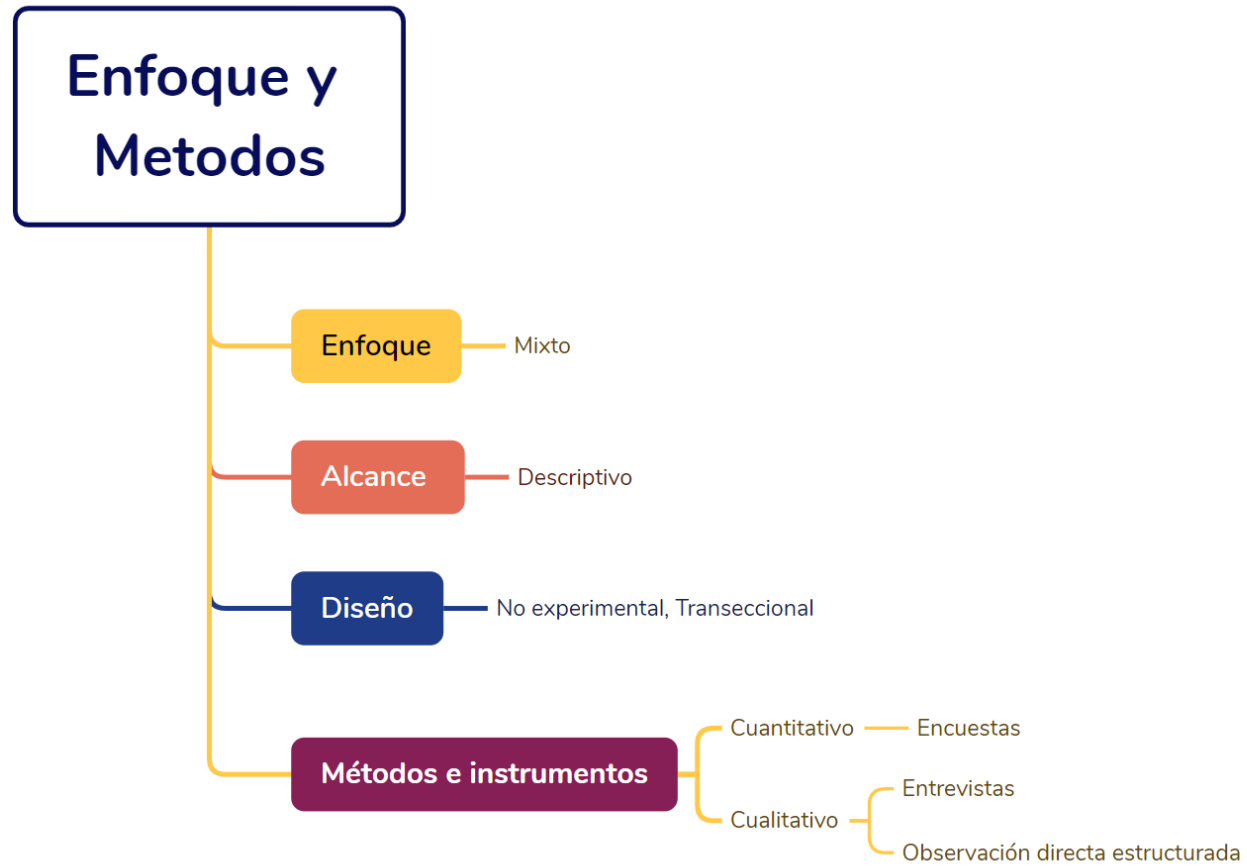 Enfoque y
Metodos
Enfoque
Mixto
Alcance
Descriptivo
Diseño
No experimental, Transeccional
Métodos e instrumentos
Cuantitativo
Encuestas
Cualitativo
Entrevistas
Observación directa estructurada